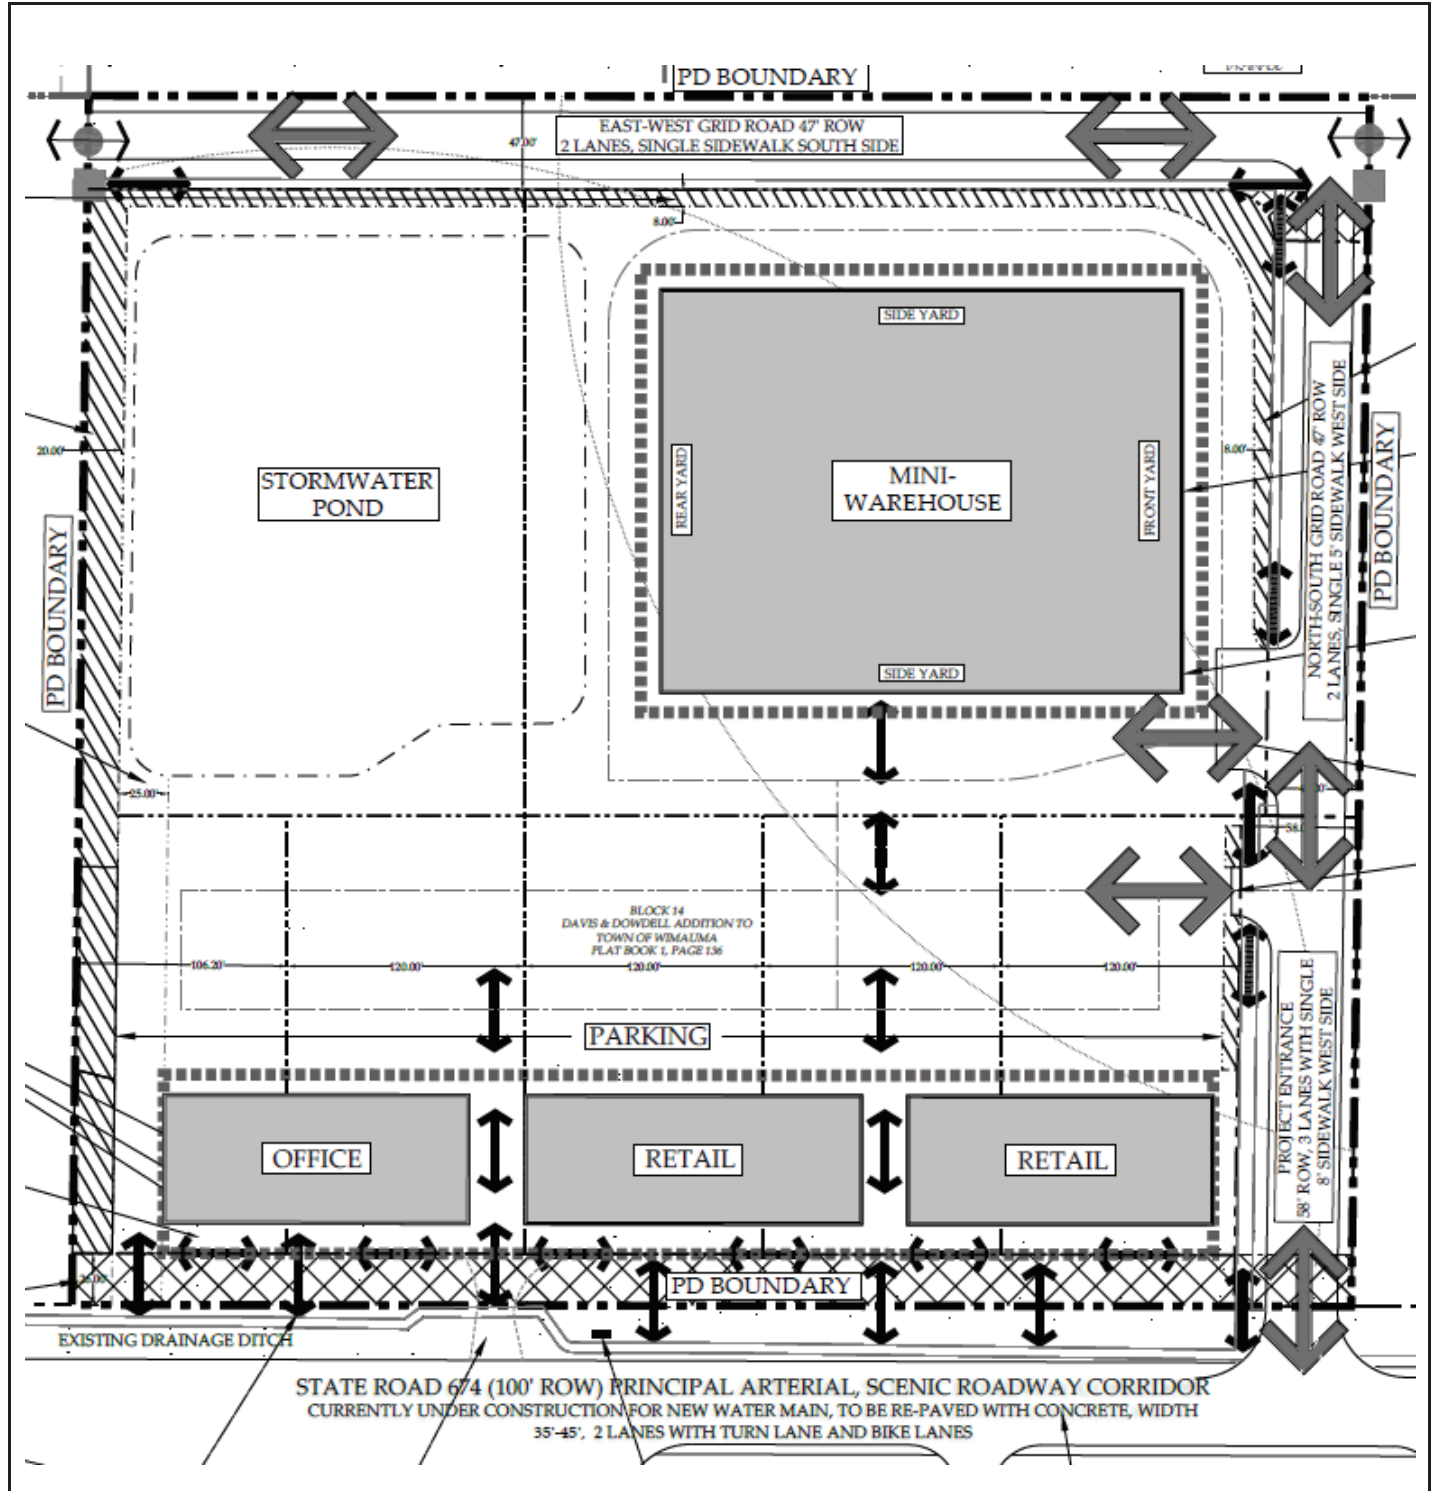 PD BOUNDARY
EAST-WEST GRID ROAD 47' ROW
2 LANES, SINGLE SIDEWALK SOUTH SIDE
47.00'
8.00'
SIDE YARD
20.00'
STORMWATER
POND
REAR YARD
MINI-
WAREHOUSE
FRONT YARD
8.00'
NORTH-SOUTH GRID ROAD 47' ROW
2 LANES, SINGLE 5' SIDEWALK WEST SIDE
PD BOUNDARY
PD BOUNDARY
SIDE YARD
25.00'
BLOCK 14
DAVIS & DOWDELL ADDITION TO
TOWN OF WIMAUMA
PLAT BOOK 1, PAGE 136
106.20'
120.00'
120.00'
120.00'
120.00'
PARKING
PROJECT ENTRANCE
58' ROW, 3 LANES WITH SINGLE
8' SIDEWALK WEST SIDE
OFFICE
RETAIL
RETAIL
PD BOUNDARY
EXISTING DRAINAGE DITCH
STATE ROAD 674 (100' ROW) PRINCIPAL ARTERIAL, SCENIC ROADWAY CORRIDOR
CURRENTLY UNDER CONSTRUCTION FOR NEW WATER MAIN, TO BE RE-PAVED WITH CONCRETE, WIDTH
35'-45', 2 LANES WITH TURN LANE AND BIKE LANES